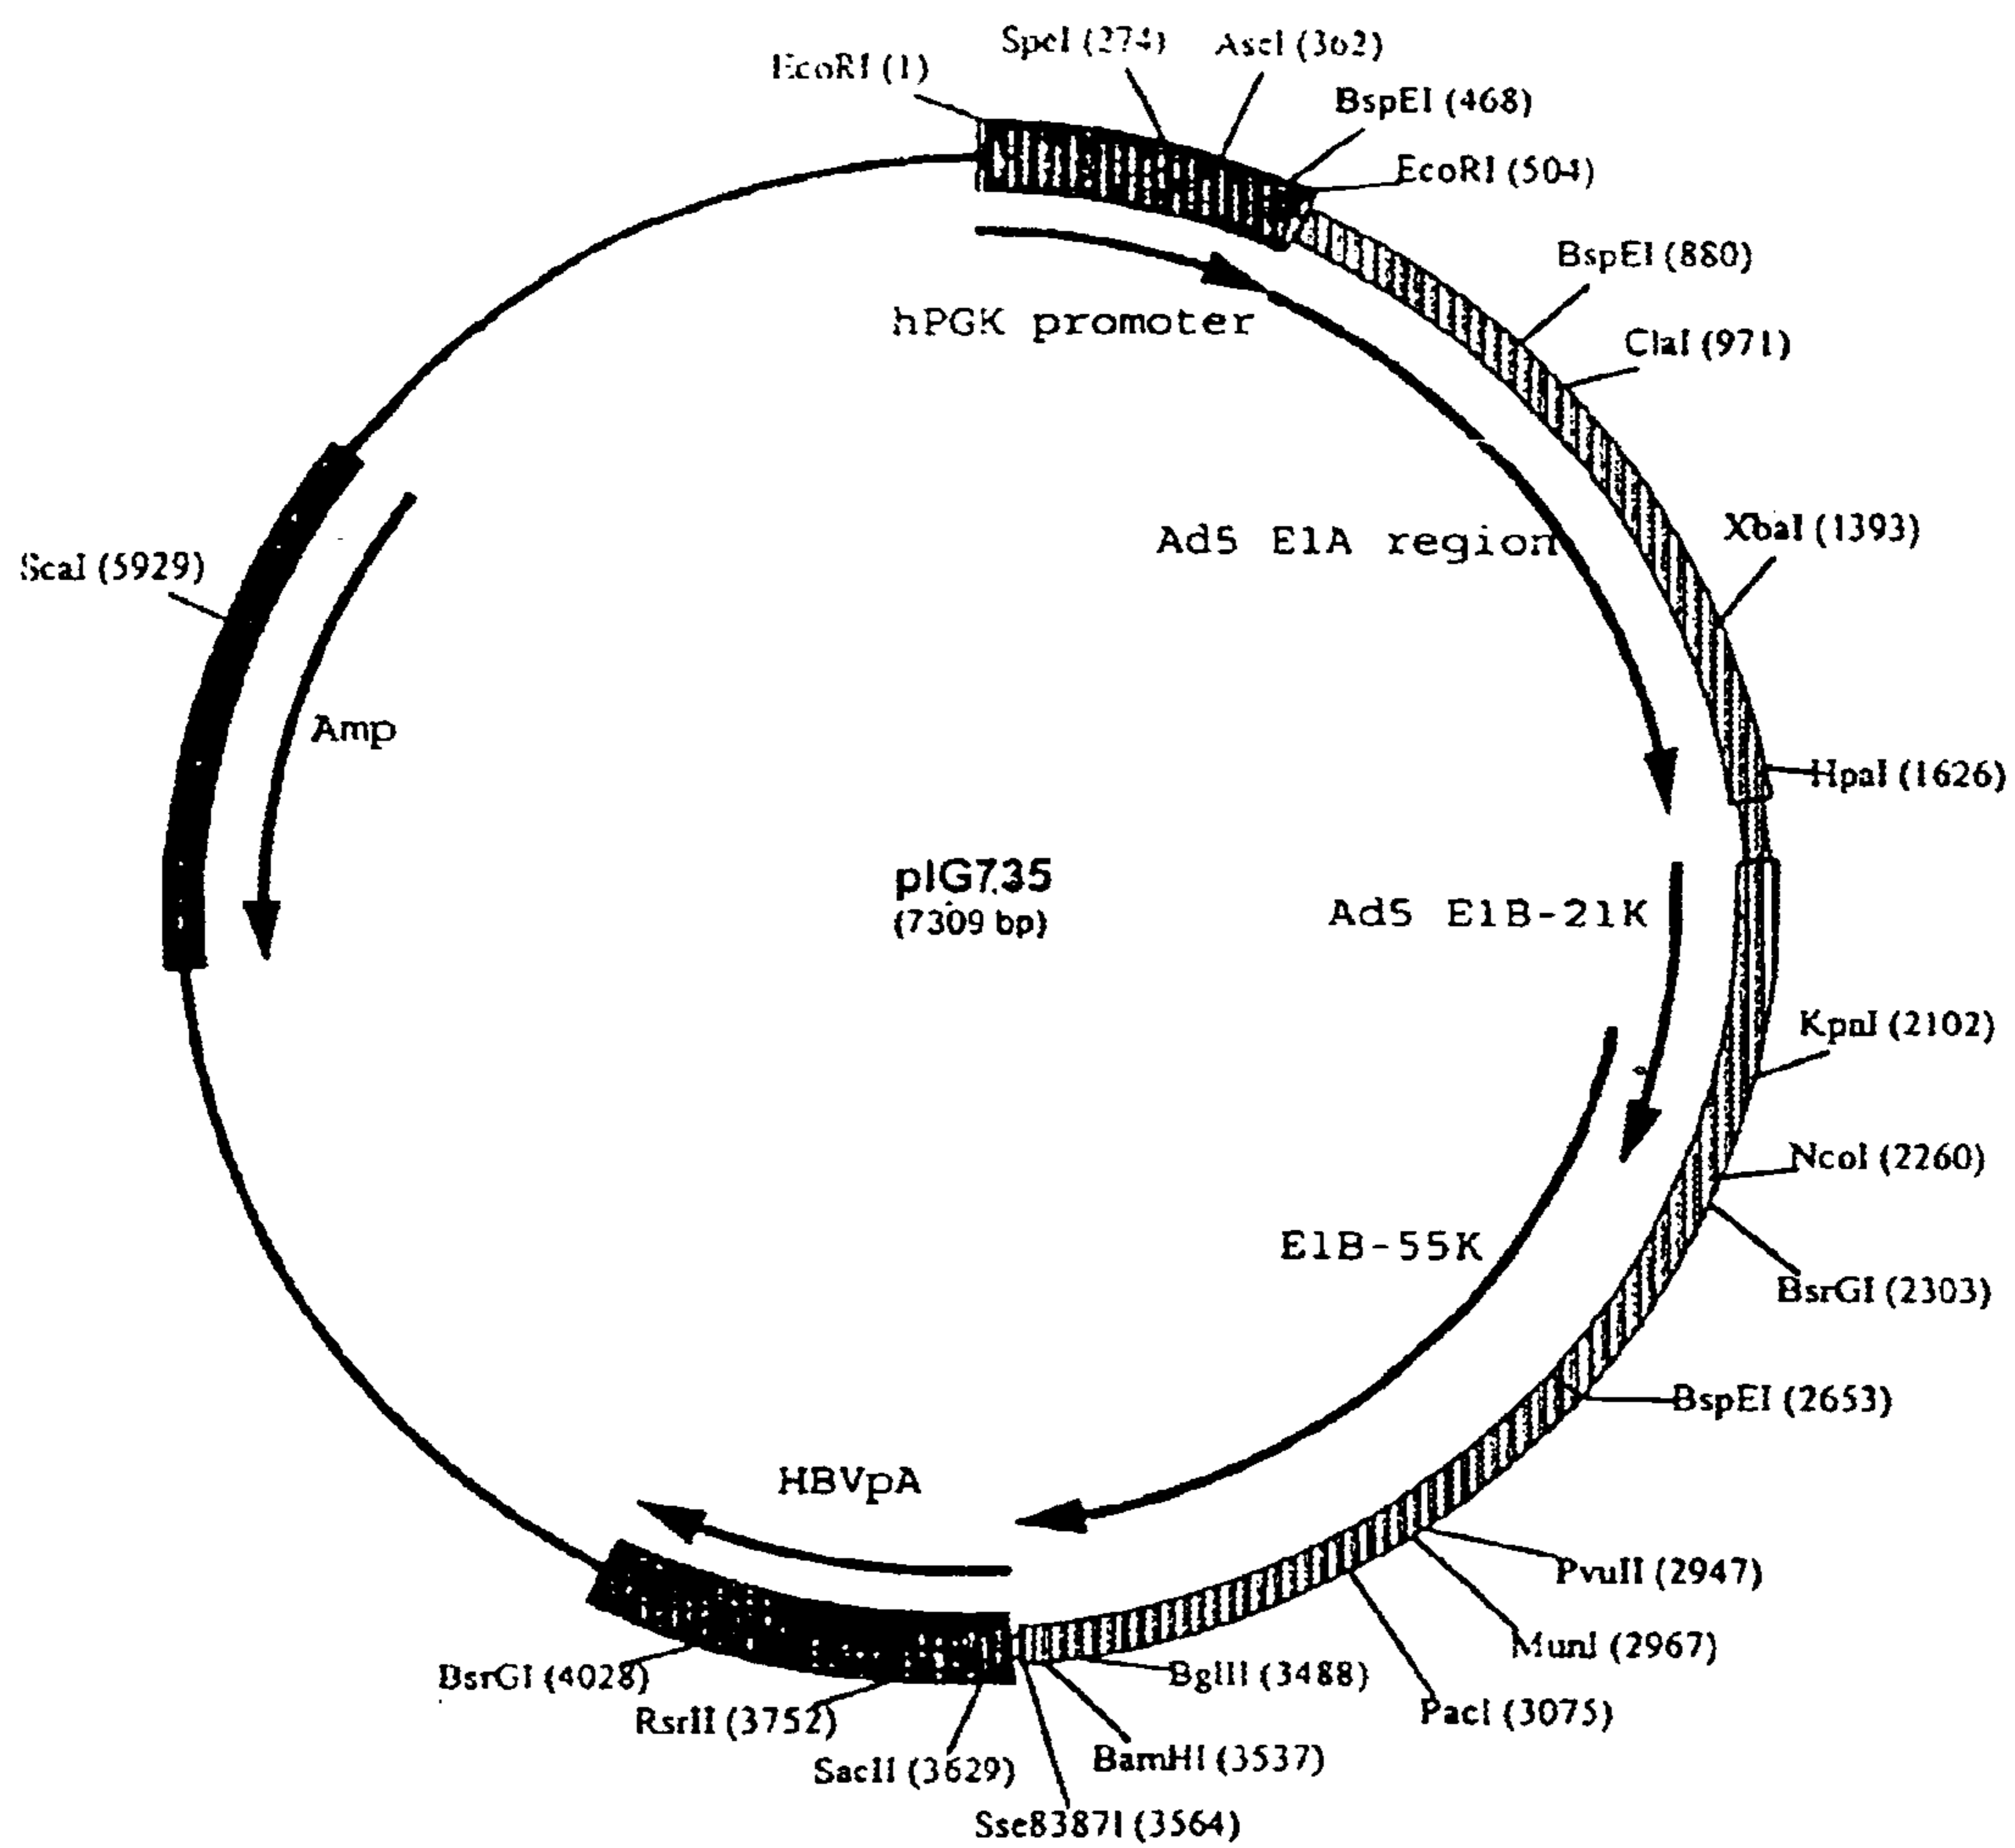 EcoRI (1)
SpeI (274)
AscI (362)
BspEI (468)
EcoRI (504)
BspEI (880)
ClaI (971)
XbaI (1393)
HpaI (1626)
KpnI (2102)
NcoI (2260)
BsrGI (2303)
BspEI (2653)
PvuII (2947)
MunI (2967)
PacI (3075)
BglII (3488)
BamHI (3537)
Sse8387I (3564)
SacII (3629)
RsrII (3752)
BsrGI (4028)
ScaI (5929)
hPGK promoter
Ad5 E1A region
Amp
pIG735
(7309 bp)
Ad5 E1B-21K
E1B-55K
HBVpA